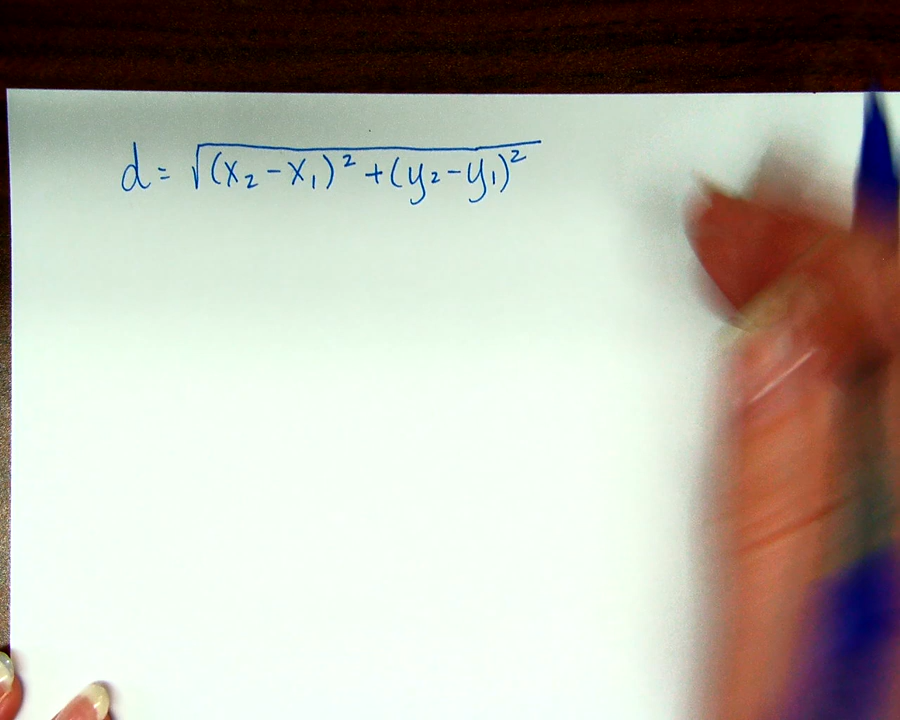 d = √(x₂ - x₁)² + (y₂ - y₁)²